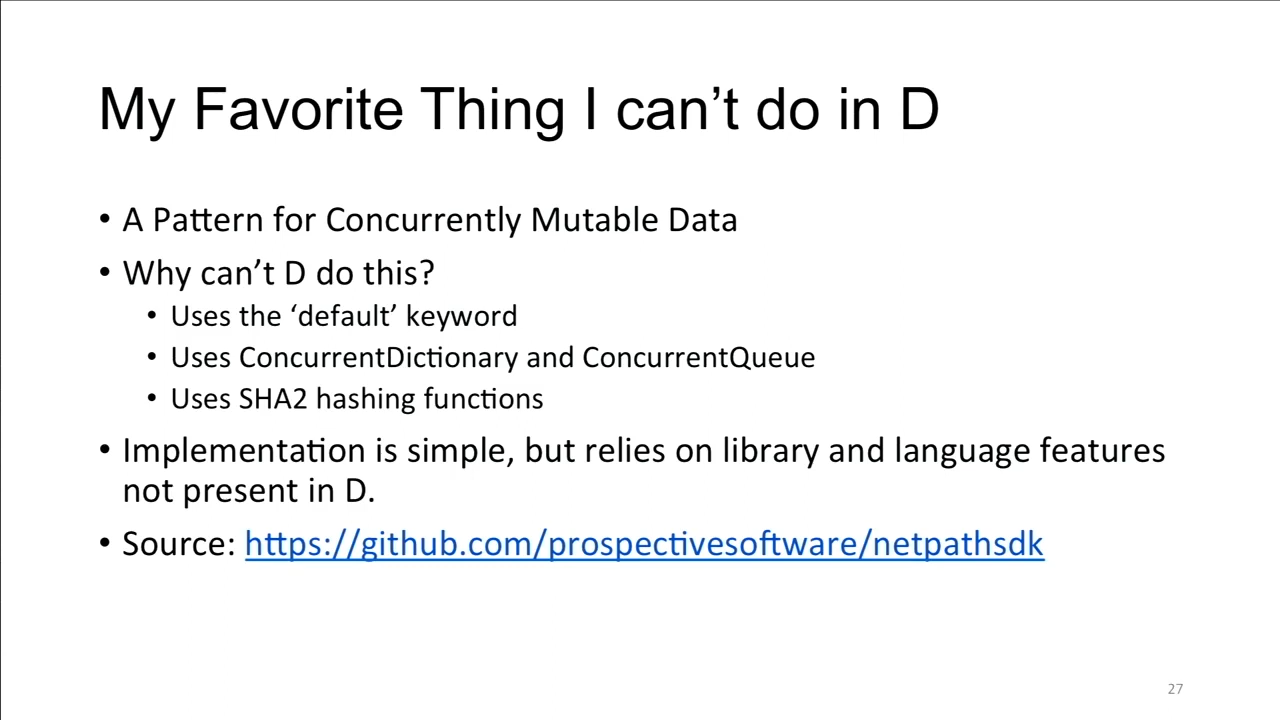 My Favorite Thing I can’t do in D
• A Pattern for Concurrently Mutable Data
• Why can’t D do this?
• Uses the ‘default’ keyword
• Uses ConcurrentDictionary and ConcurrentQueue
• Uses SHA2 hashing functions
• Implementation is simple, but relies on library and language features
not present in D.
• Source: https://github.com/prospectivesoftware/netpathsdk
27